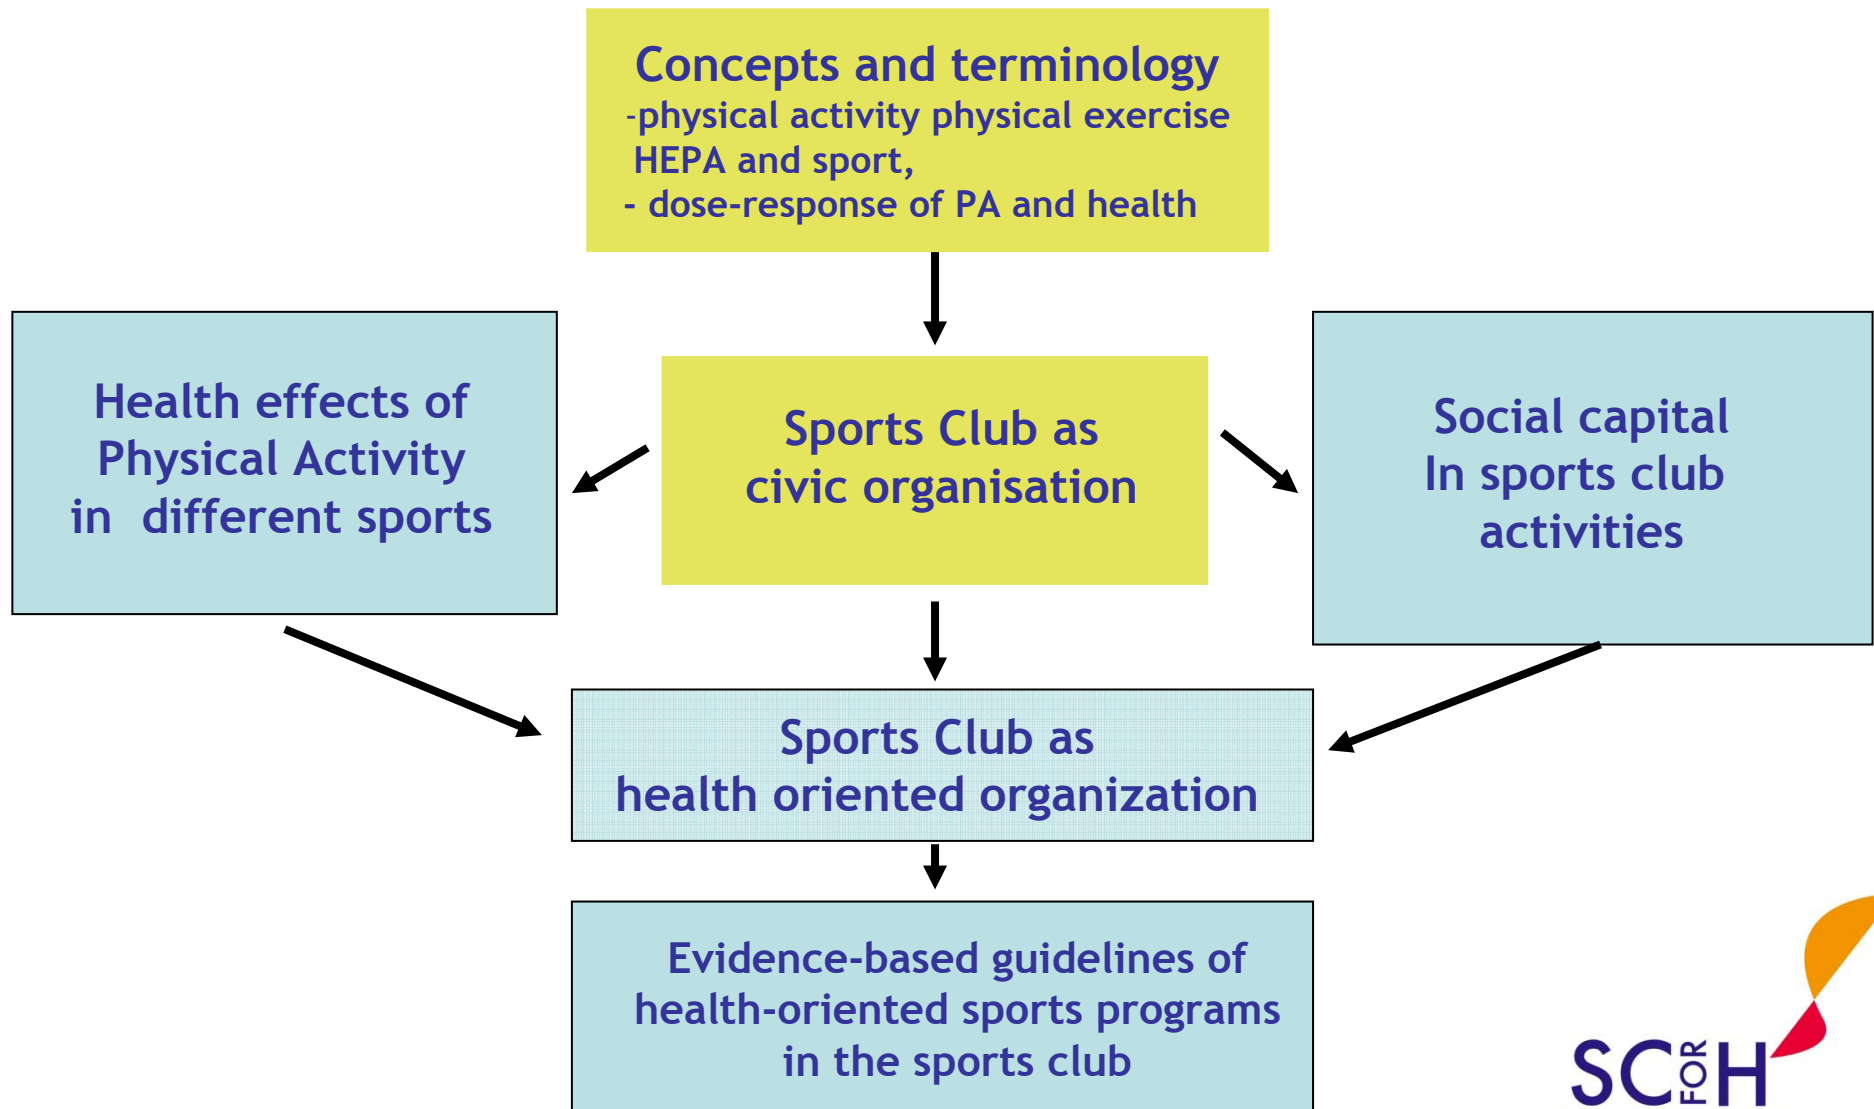 Concepts and terminology
-physical activity physical exercise
HEPA and sport,
- dose-response of PA and health
Health effects of
Physical Activity
in different sports
Sports Club as
civic organisation
Social capital
In sports club
activities
Sports Club as
health oriented organization
Evidence-based guidelines of
health-oriented sports programs
in the sports club
SC FOR H